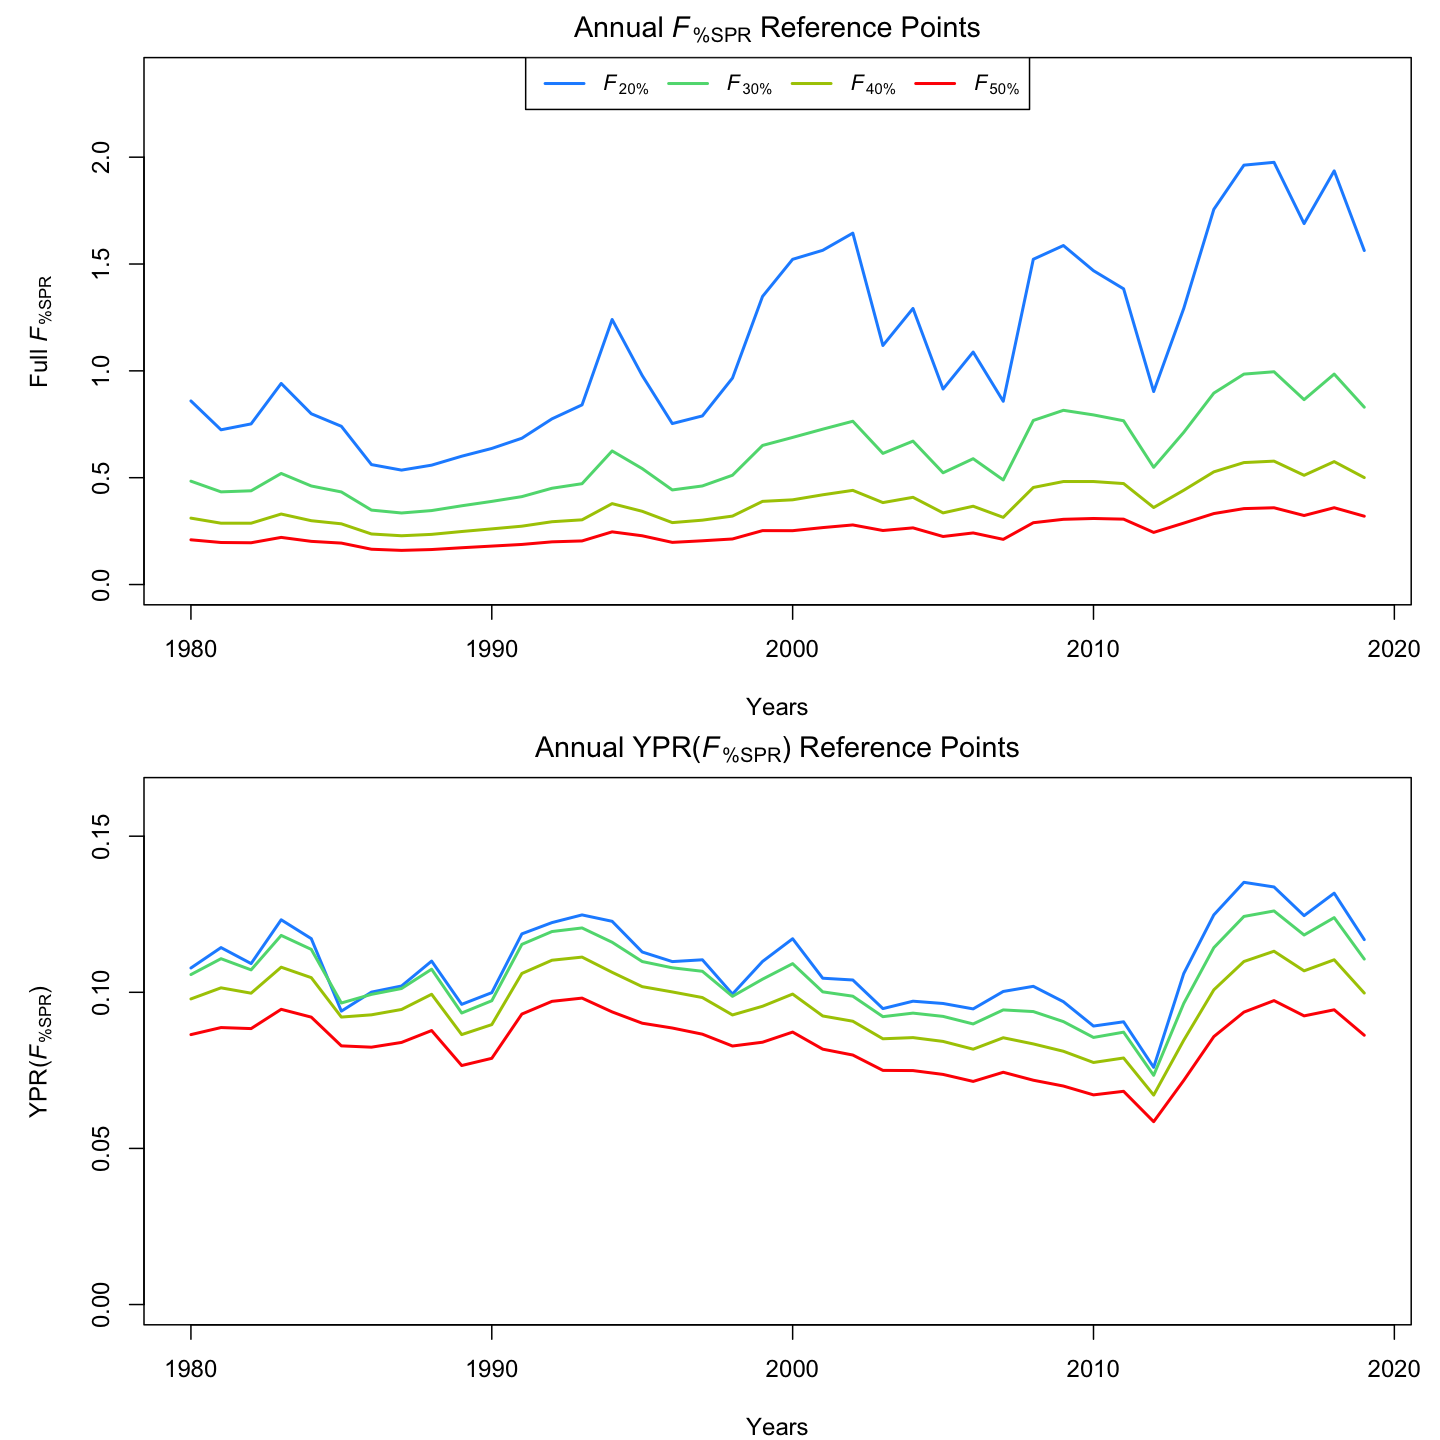 Annual F%SPR Reference Points
F20% F30% F40% F50%
Full F%SPR
2.0
1.5
1.0
0.5
0.0
1980 1990 2000 2010 2020
Years
Annual YPR(F%SPR) Reference Points
YPR(F%SPR)
0.15
0.10
0.05
0.00
1980 1990 2000 2010 2020
Years